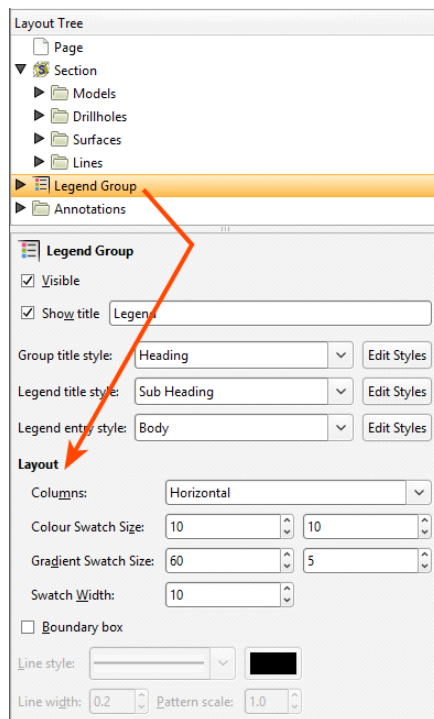 Layout Tree
Page
Section
Models
Drillholes
Surfaces
Lines
Legend Group
Annotations
Legend Group
Visible
Show title Legend
Group title style: Heading Edit Styles
Legend title style: Sub Heading Edit Styles
Legend entry style: Body Edit Styles
Layout
Columns: Horizontal
Colour Swatch Size: 10 10
Gradient Swatch Size: 60 5
Swatch Width: 10
Boundary box
Line style:
Line width: 0.2 Pattern scale: 1.0